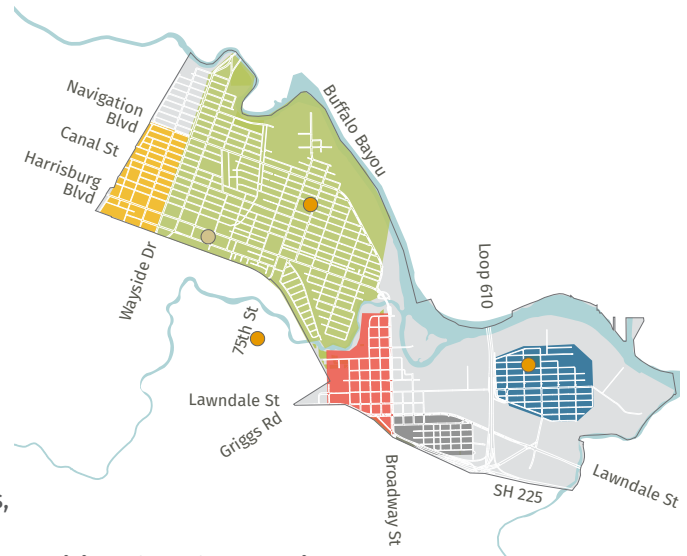 Navigation
Blvd
Buffalo Bayou
Canal St
Harrisburg
Blvd
Wayside Dr
Loop 610
75th St
Lawndale St
Griggs Rd
Broadway St
SH 225
Lawndale St
s,